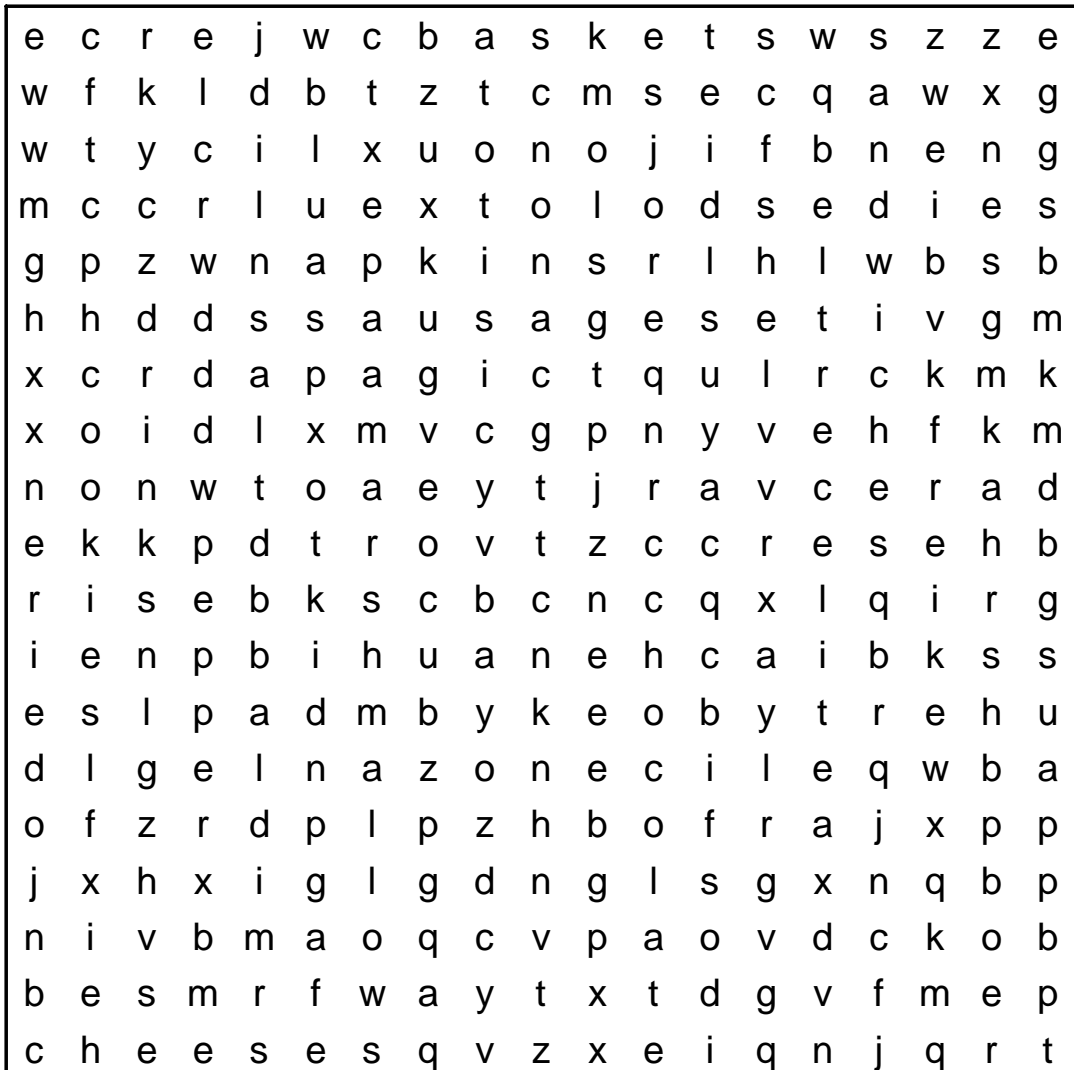 e c r e j w c b a s k e t s w s z z e
w f k l d b t z t c m s e c q a w x g
w t y c i l x u o n o j i f b n e n g
m c c r l u e x t o l o d s e d i e s
g p z w n a p k i n s r l h l w b s b
h h d d s s a u s a g e s e t i v g m
x c r d a p a g i c t q u l r c k m k
x o i d l x m v c g p n y v e h f k m
n o n w t o a e y t j r a v c e r a d
e k k p d t r o v t z c c r e s e h b
r i s e b k s c b c n c q x l q i r g
i e n p b i h u a n e h c a i b k s s
e s l p a d m b y k e o b y t r e h u
d l g e l n a z o n e c i l e q w b a
o f z r d p l p z h b o f r a j x p p
j x h x i g l g d n g l s g x n q b p
n i v b m a o q c v p a o v d c k o b
b e s m r f w a y t x t d g v f m e p
c h e e s e s q v z x e i q n j q r t